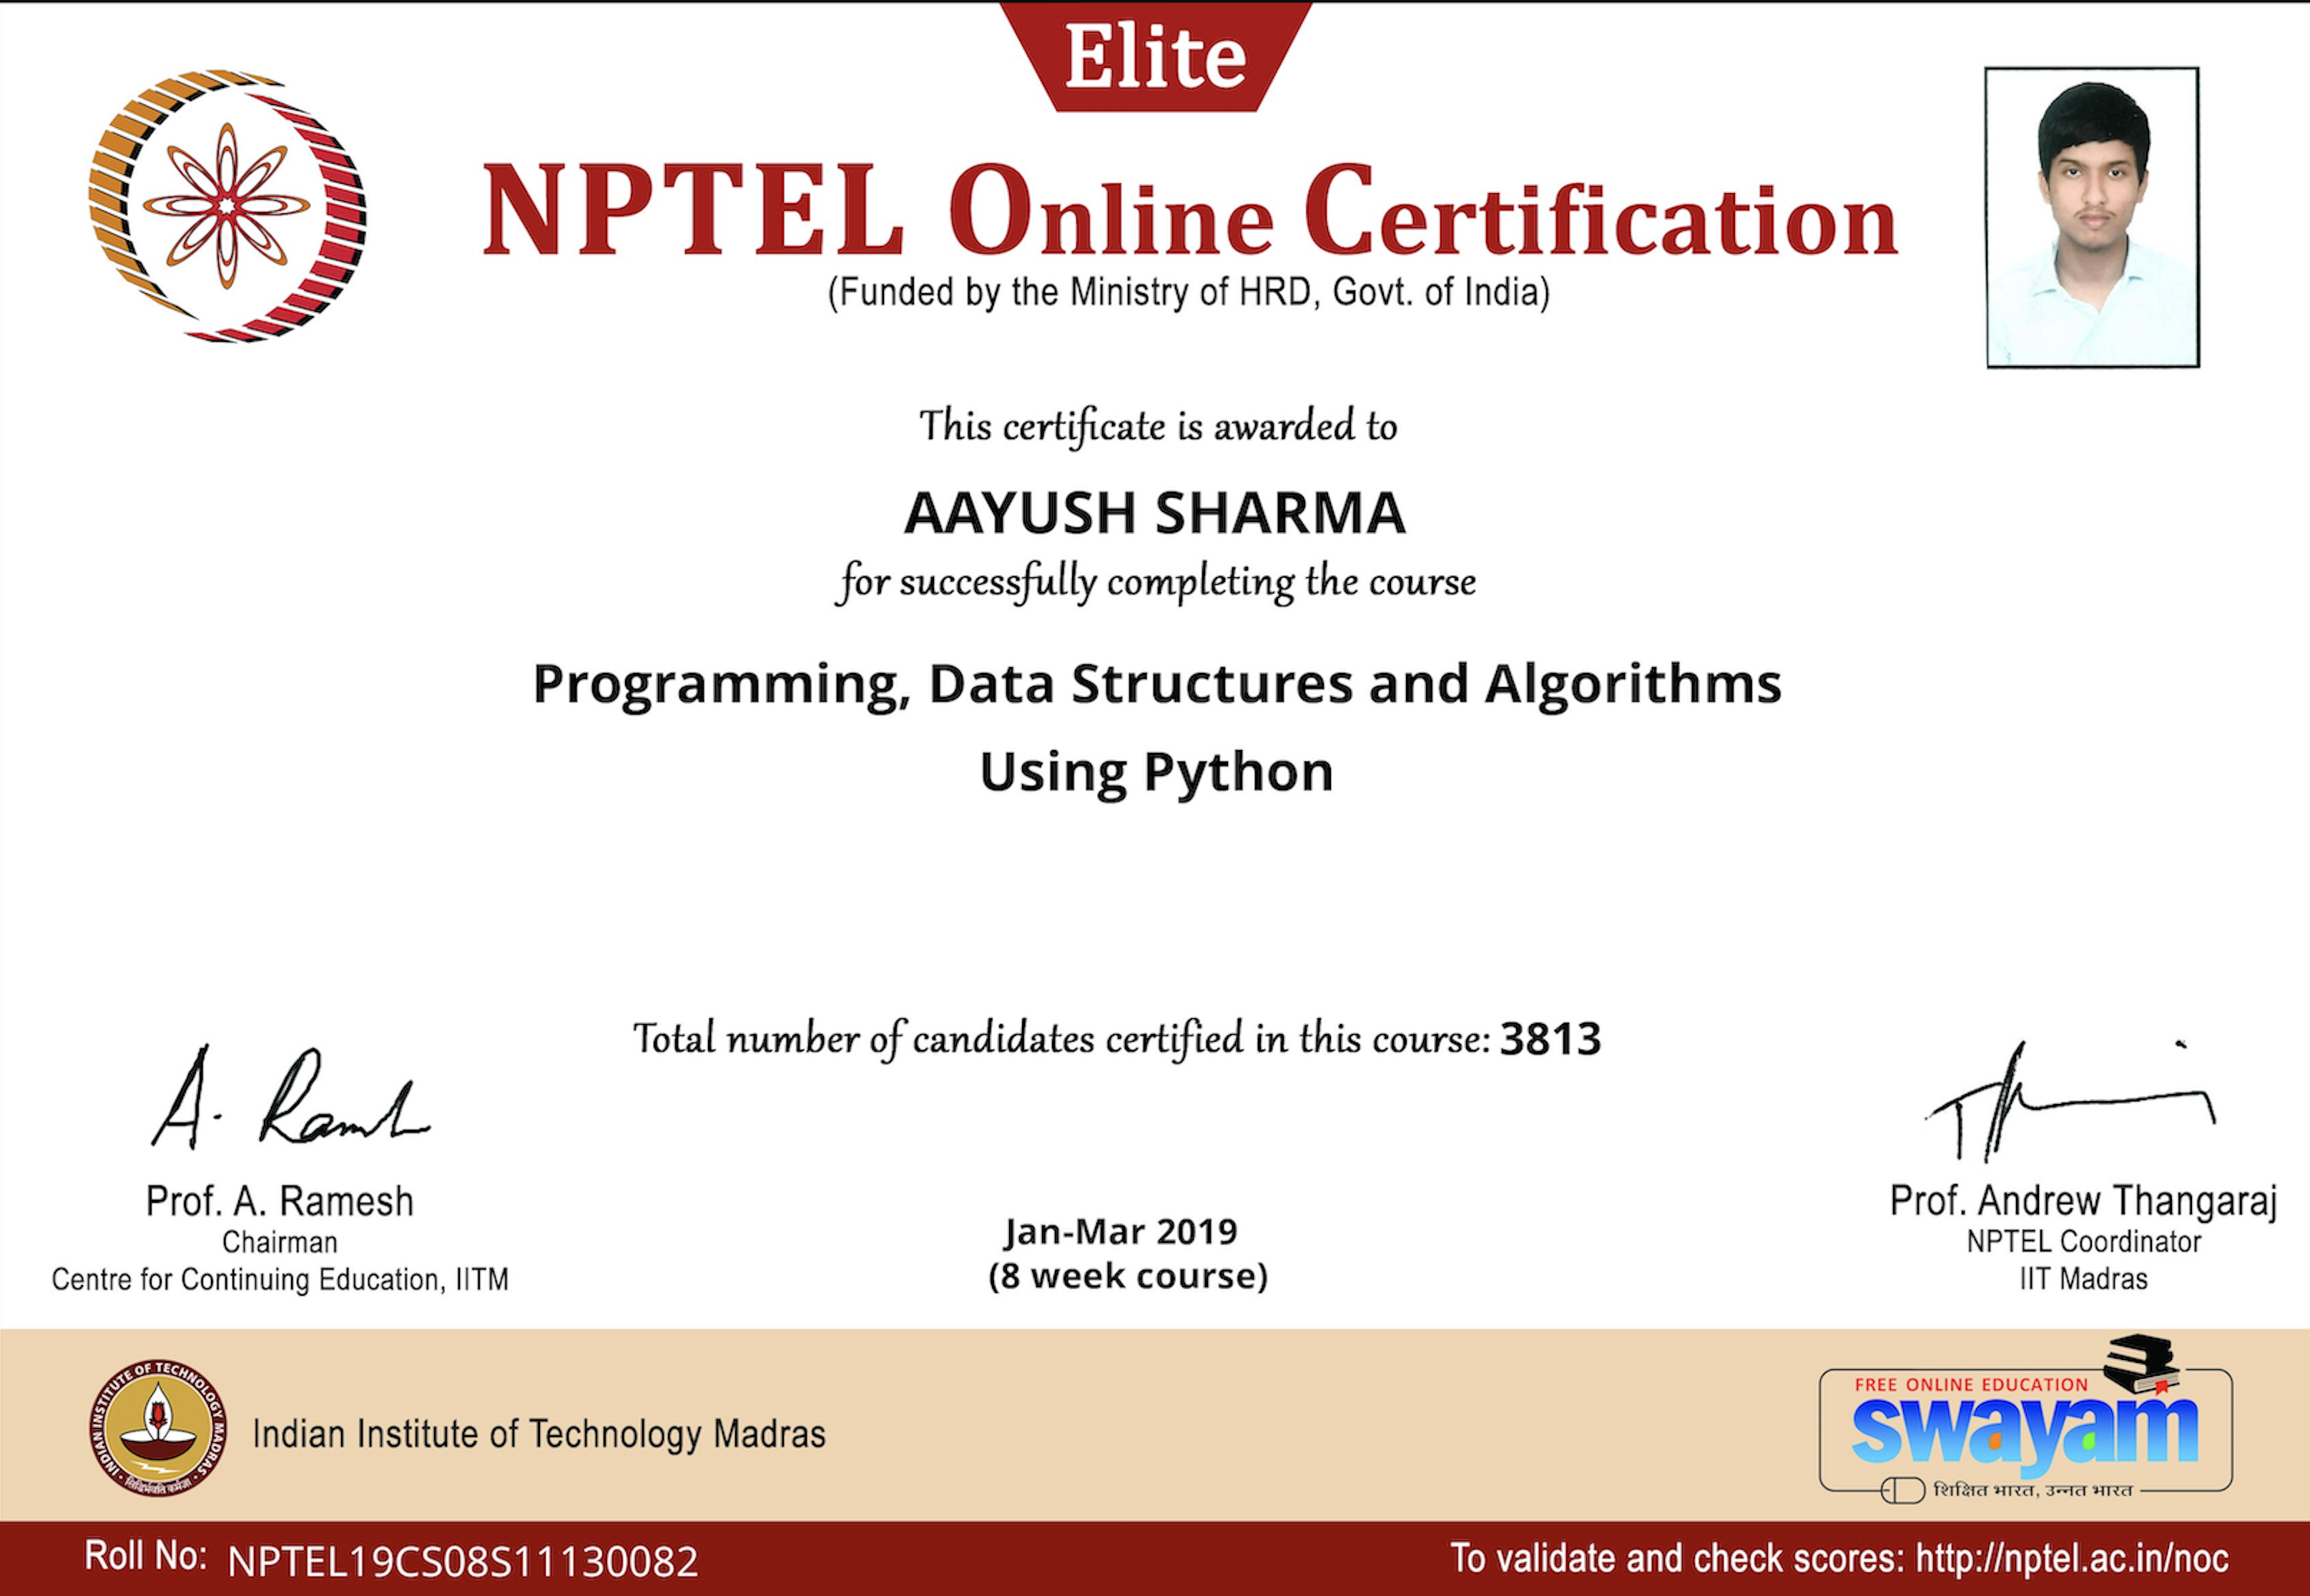 Elite
NPTEL Online Certification
(Funded by the Ministry of HRD, Govt. of India)
This certificate is awarded to
AAYUSH SHARMA
for successfully completing the course
Programming, Data Structures and Algorithms
Using Python
Total number of candidates certified in this course: 3813
A. Ramesh
Prof. A. Ramesh
Chairman
Centre for Continuing Education, IITM
Jan-Mar 2019
(8 week course)
Prof. Andrew Thangaraj
NPTEL Coordinator
IIT Madras
INDIAN INSTITUTE OF TECHNOLOGY MADRAS
सिद्धिर्भवति कर्मजा
Indian Institute of Technology Madras
FREE ONLINE EDUCATION
swayam
शिक्षित भारत, उन्नत भारत
Roll No: NPTEL19CS08S11130082
To validate and check scores: http://nptel.ac.in/noc